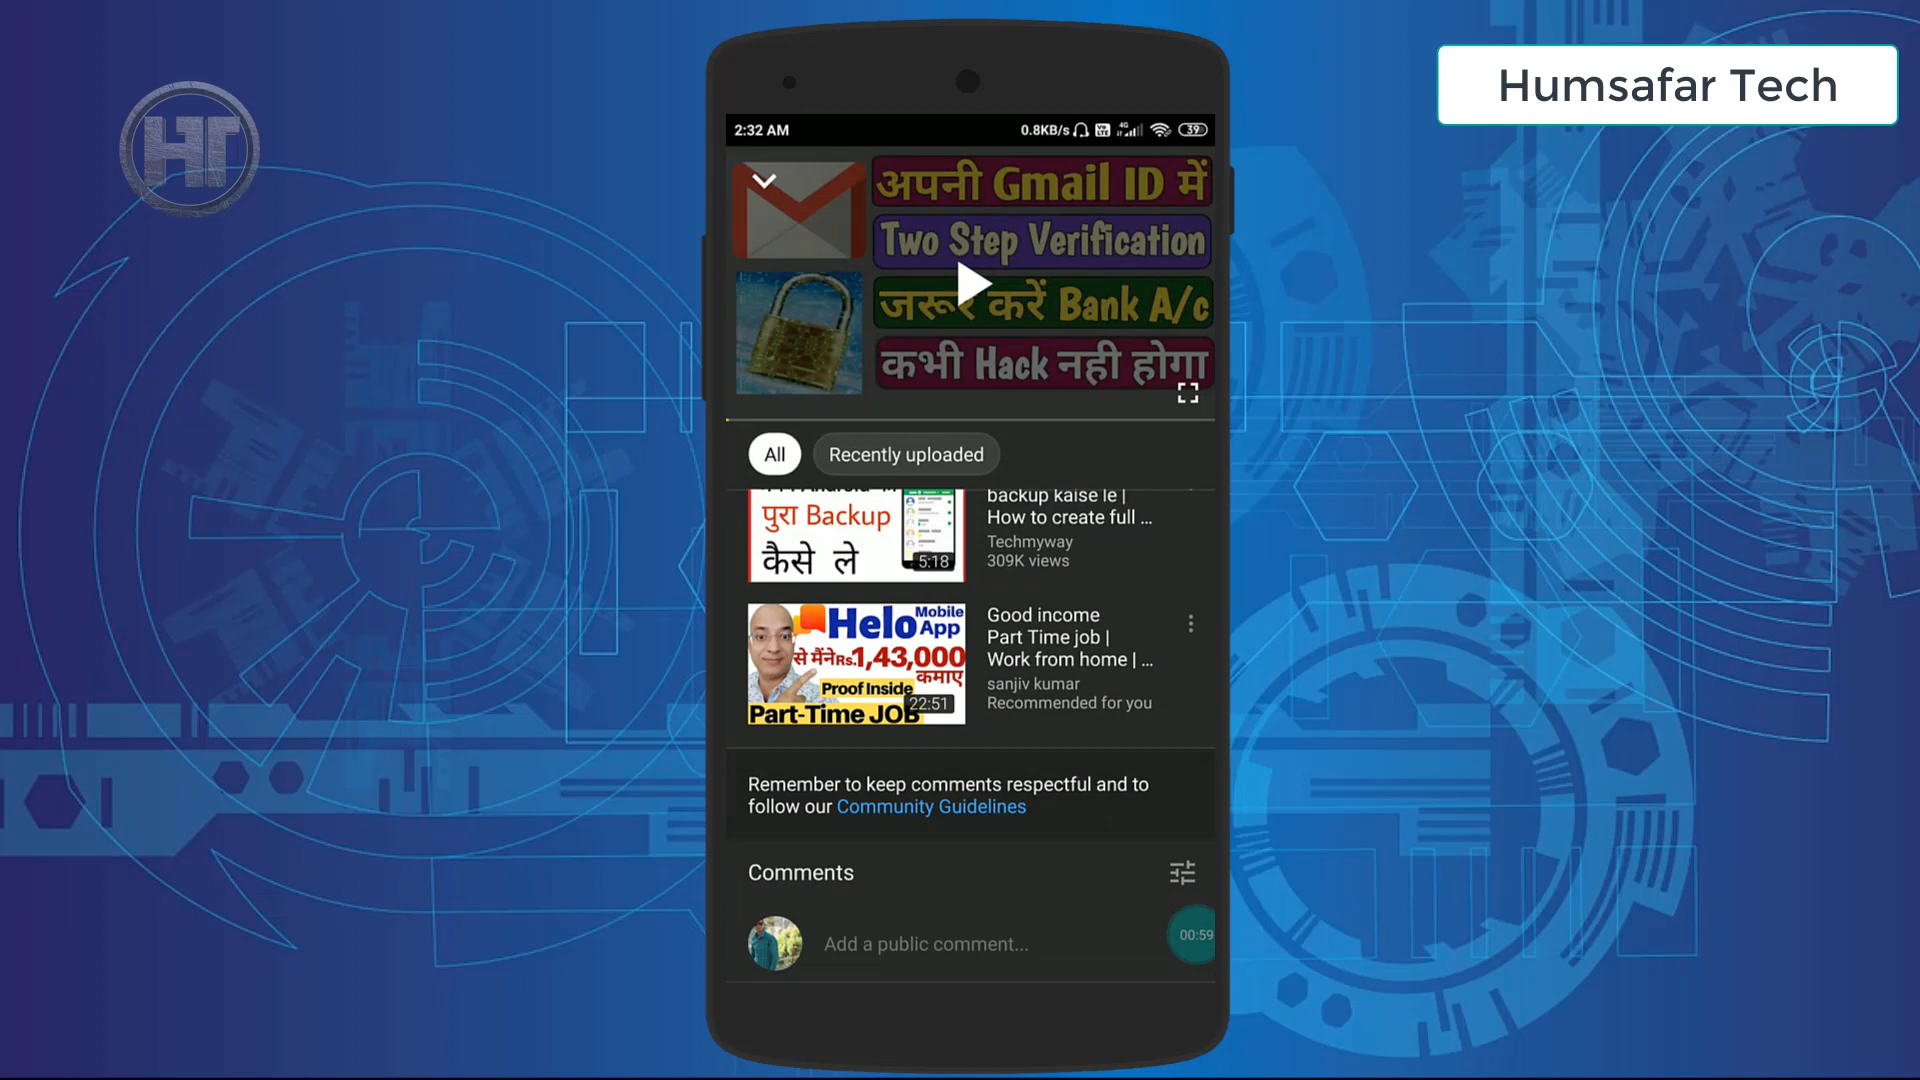 Humsafar Tech
HT
2:32 AM
0.8KB/s
4G
39
अपनी Gmail ID में
Two Step Verification
जरूर करें Bank A/c
कभी Hack नही होगा
All
Recently uploaded
पुरा Backup
कैसे ले
5:18
backup kaise le |
How to create full ...
Techmyway
309K views
Helo Mobile App
से मैंने Rs. 1,43,000
कमाए
Proof Inside
22:51
Part-Time JOB
Good income
Part Time job |
Work from home | ...
sanjiv kumar
Recommended for you
Remember to keep comments respectful and to
follow our Community Guidelines
Comments
Add a public comment...
00:59